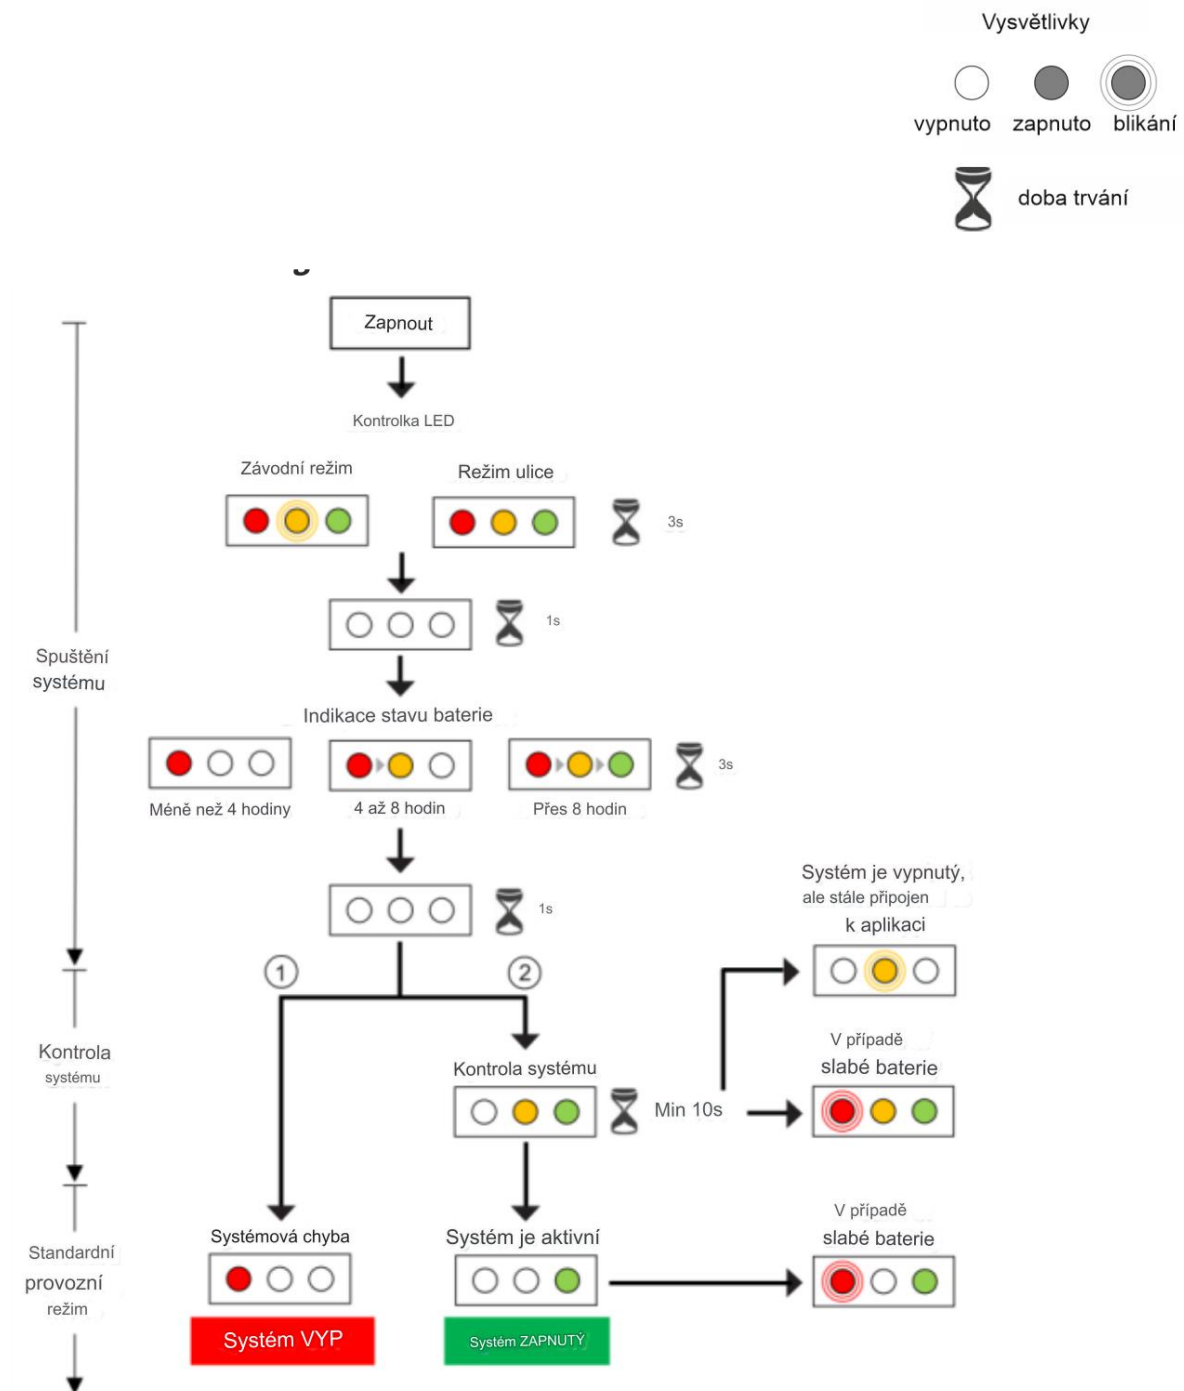 Vysvětlivky
vypnuto zapnuto blikání
doba trvání
Zapnout
Kontrolka LED
Závodní režim
Režim ulice
3s
1s
Spuštění
systému
Indikace stavu baterie
3s
Méně než 4 hodiny
4 až 8 hodin
Přes 8 hodin
1s
Systém je vypnutý,
ale stále připojen
k aplikaci
1
2
Kontrola
systému
Kontrola systému
Min 10s
V případě
slabé baterie
Standardní
provozní
režim
Systémová chyba
Systém je aktivní
V případě
slabé baterie
Systém VYP
Systém ZAPNUTÝ